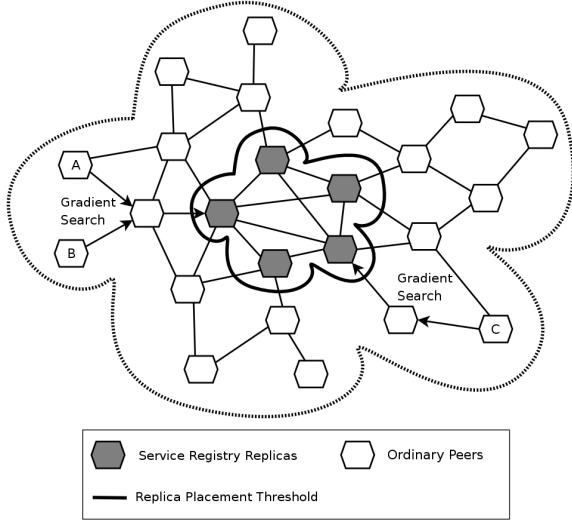 A
Gradient
Search
B
Gradient
Search
C
Service Registry Replicas
Ordinary Peers
Replica Placement Threshold